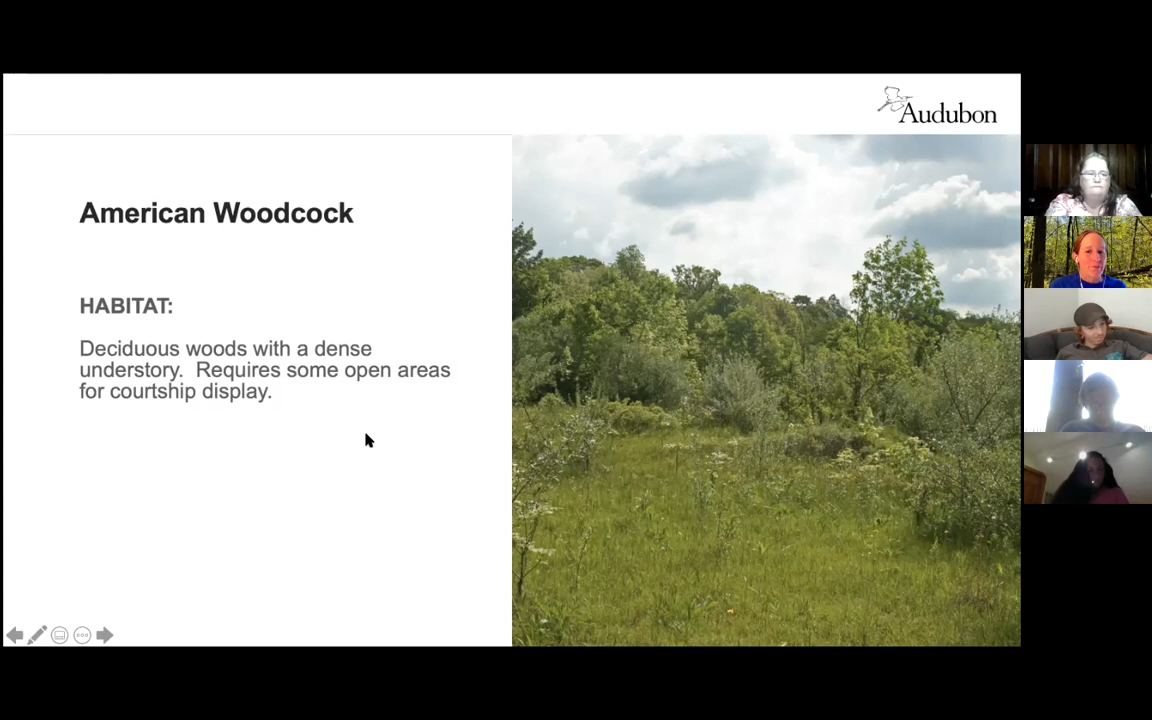 Audubon
American Woodcock
HABITAT:
Deciduous woods with a dense
understory.  Requires some open areas
for courtship display.